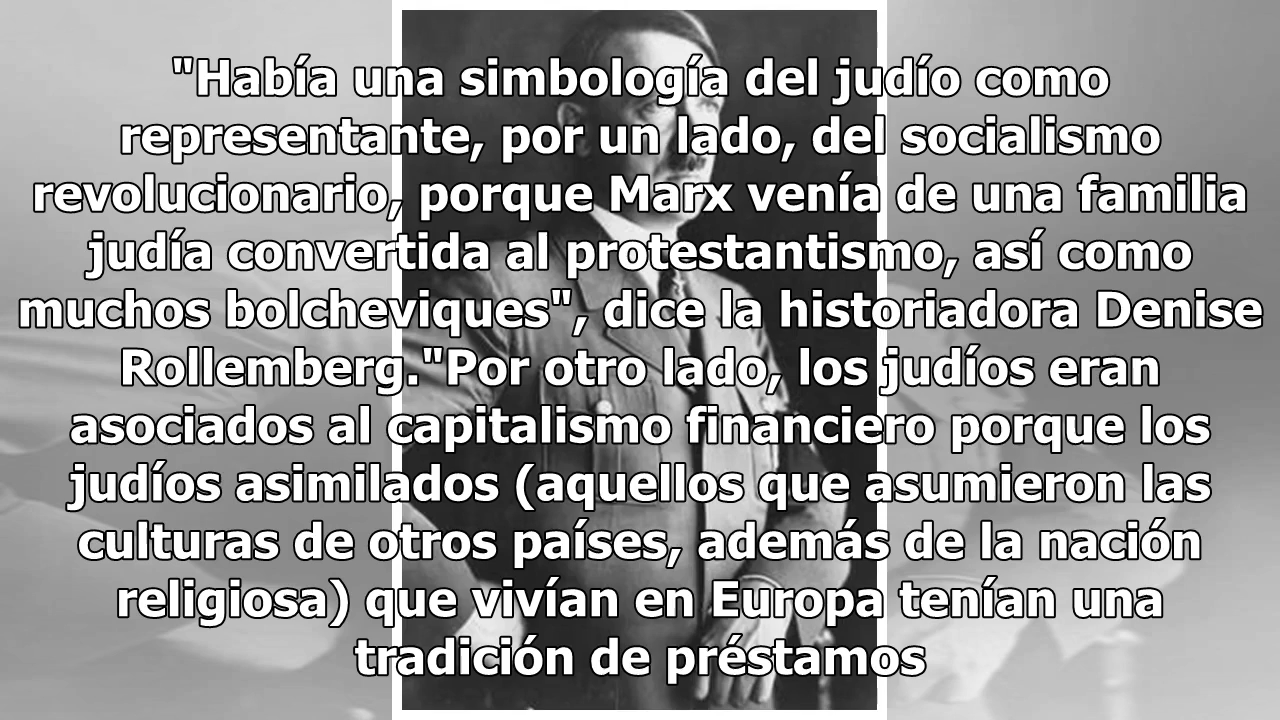 "Había una simbología del judío como
representante, por un lado, del socialismo
revolucionario, porque Marx venía de una familia
judía convertida al protestantismo, así como
muchos bolcheviques", dice la historiadora Denise
Rollemberg."Por otro lado, los judíos eran
asociados al capitalismo financiero porque los
judíos asimilados (aquellos que asumieron las
culturas de otros países, además de la nación
religiosa) que vivían en Europa tenían una
tradición de préstamos